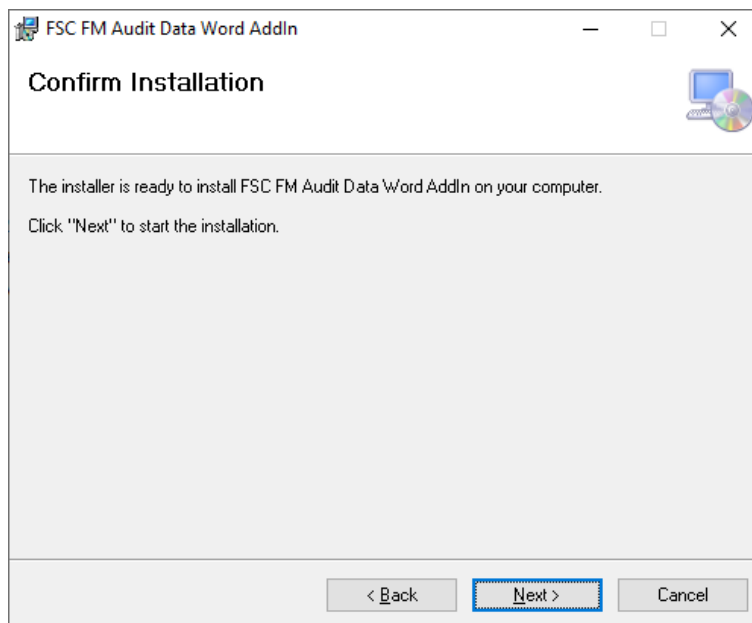 FSC FM Audit Data Word AddIn
Confirm Installation
The installer is ready to install FSC FM Audit Data Word AddIn on your computer.
Click "Next" to start the installation.
< Back
Next >
Cancel